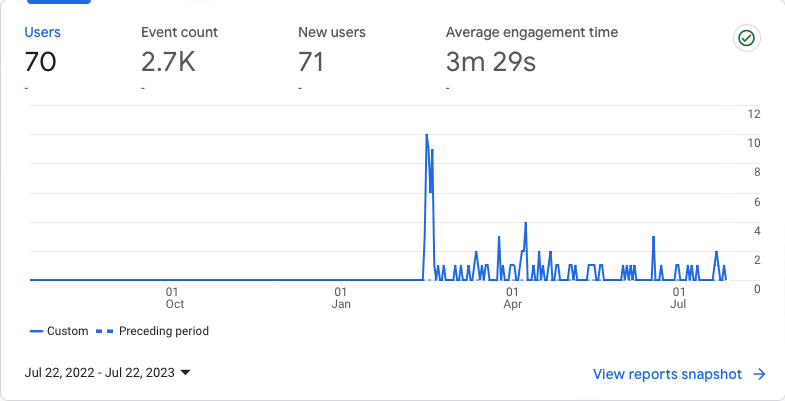 Users Event count New users Average engagement time
70 2.7K 71 3m 29s
- - - -
12
10
8
6
4
2
0
01 01 01 01
Oct Jan Apr Jul
Custom Preceding period
Jul 22, 2022 - Jul 22, 2023
View reports snapshot